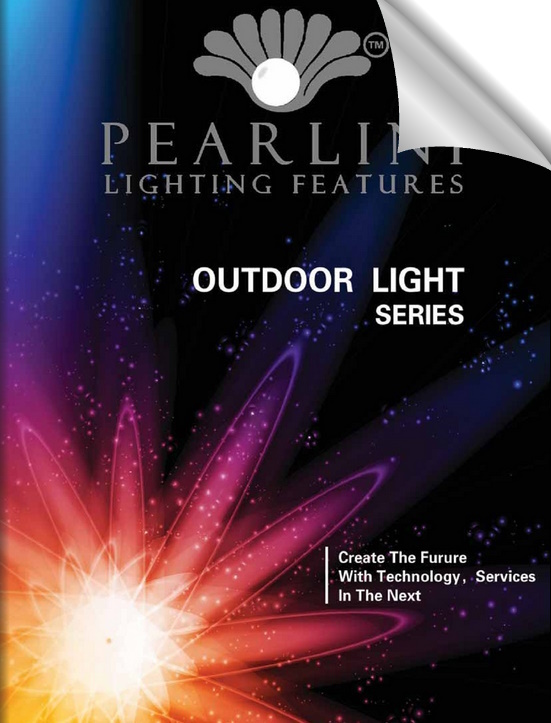 TM
PEARLINE
LIGHTING FEATURES
OUTDOOR LIGHT
SERIES
Create The Furure
With Technology, Services
In The Next